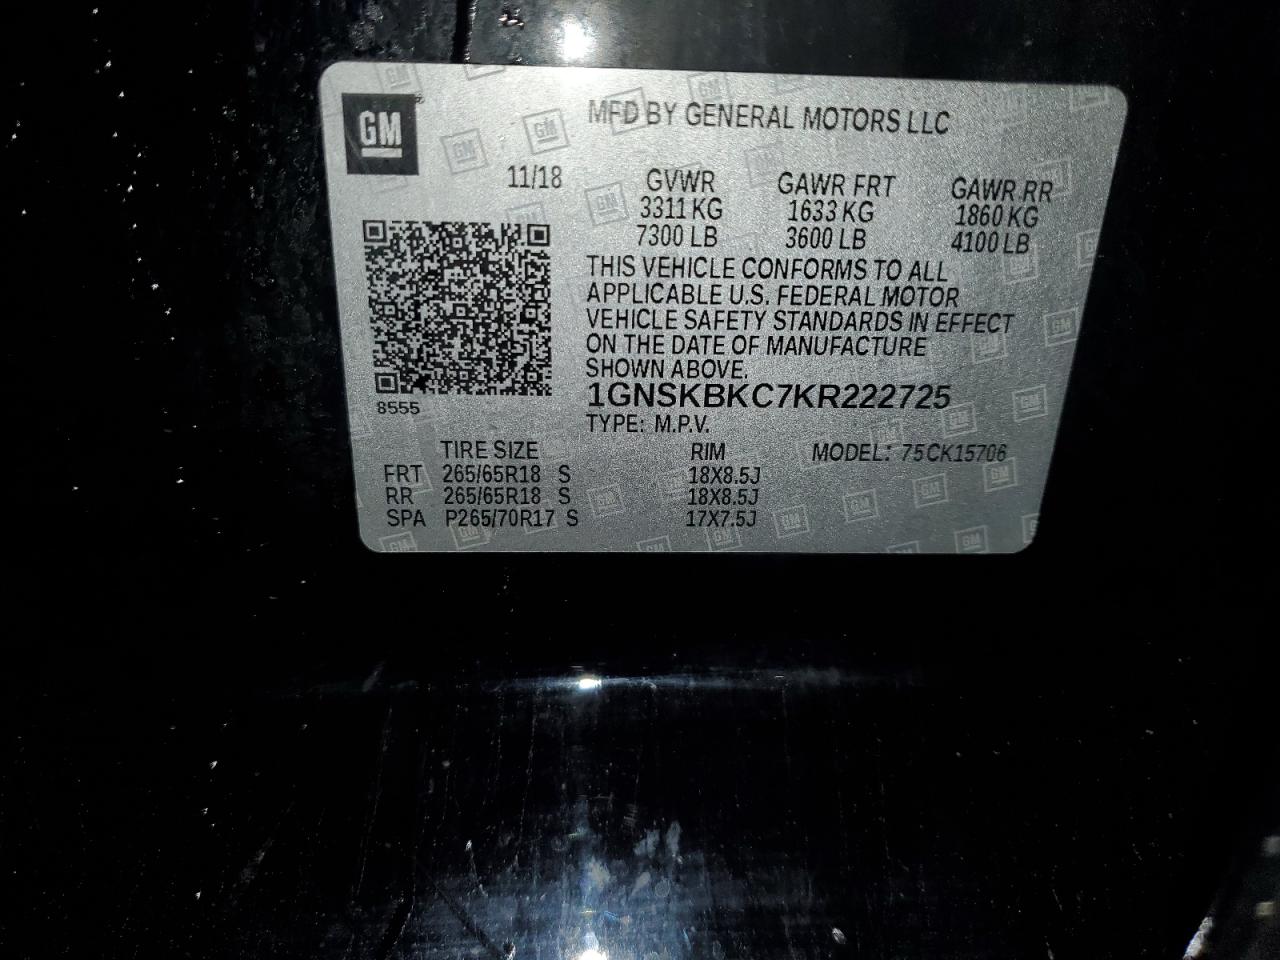 GM
MFD BY GENERAL MOTORS LLC
11/18 GVWR GAWR FRT GAWR RR
3311 KG 1633 KG 1860 KG
7300 LB 3600 LB 4100 LB
THIS VEHICLE CONFORMS TO ALL
APPLICABLE U.S. FEDERAL MOTOR
VEHICLE SAFETY STANDARDS IN EFFECT
ON THE DATE OF MANUFACTURE
SHOWN ABOVE.
8555
1GNSKBKC7KR222725
TYPE: M.P.V.
TIRE SIZE RIM MODEL: 75CK15706
FRT 265/65R18 S 18X8.5J
RR 265/65R18 S 18X8.5J
SPA P265/70R17 S 17X7.5J